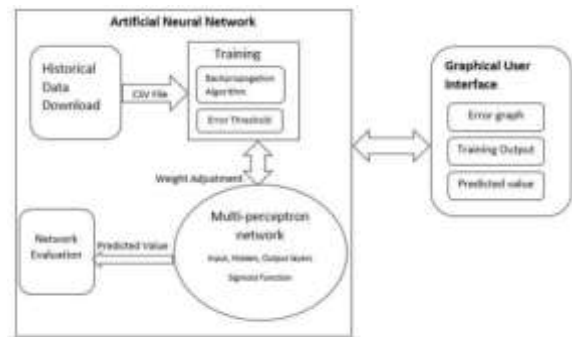 Artificial Neural Network
Historical
Data
Download
CSV File
Training
Backpropagation
Algorithm
Error Threshold
Weight Adjustment
Multi-perceptron
network
Input, Hidden, Output layers
Sigmoid Function
Predicted Value
Network
Evaluation
Graphical User
Interface
Error graph
Training Output
Predicted value